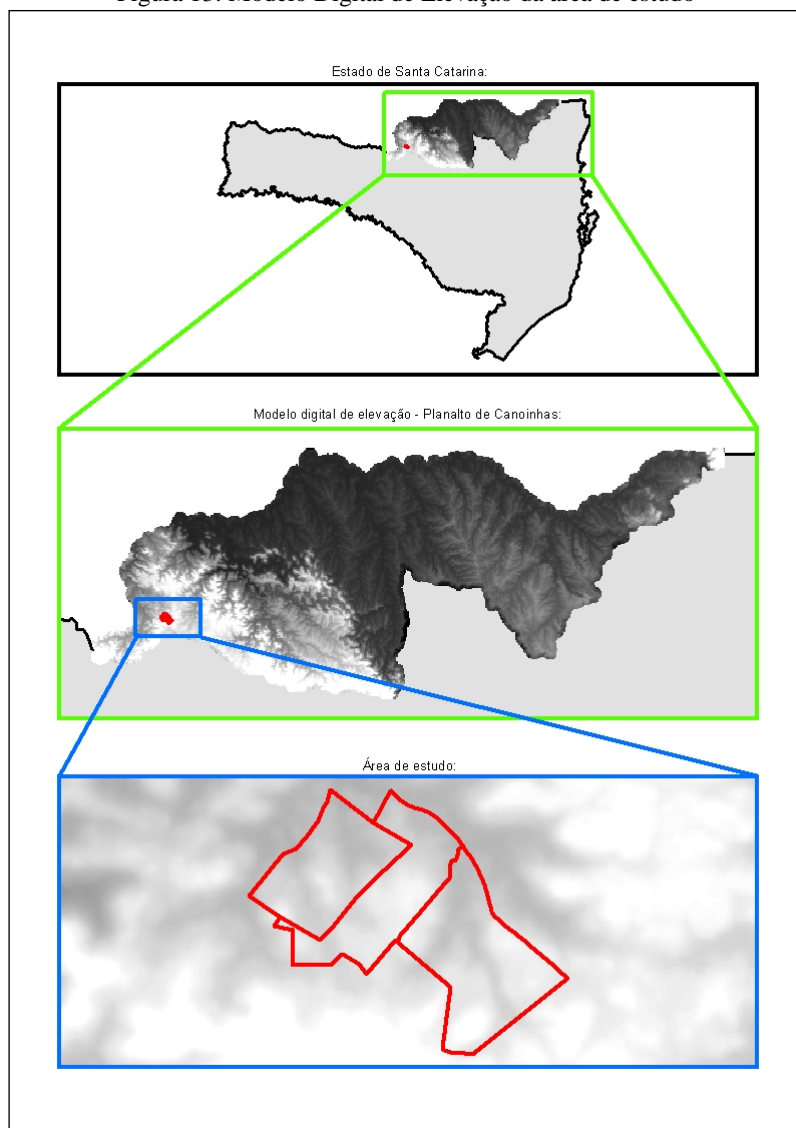 Figura 13: Modelo Digital de Elevação da área de estudo
Estado de Santa Catarina:
Modelo digital de elevação - Planalto de Canoinhas:
Área de estudo: